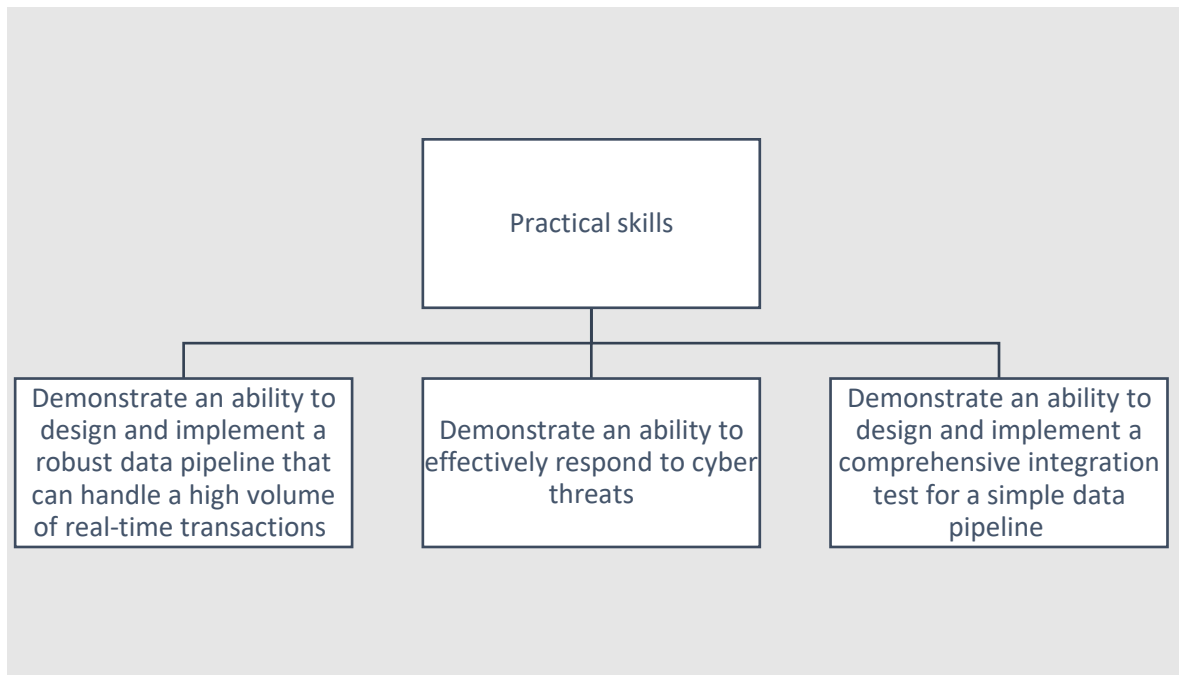 Practical skills
Demonstrate an ability to
design and implement a
robust data pipeline that
can handle a high volume
of real-time transactions
Demonstrate an ability to
effectively respond to cyber
threats
Demonstrate an ability to
design and implement a
comprehensive integration
test for a simple data
pipeline